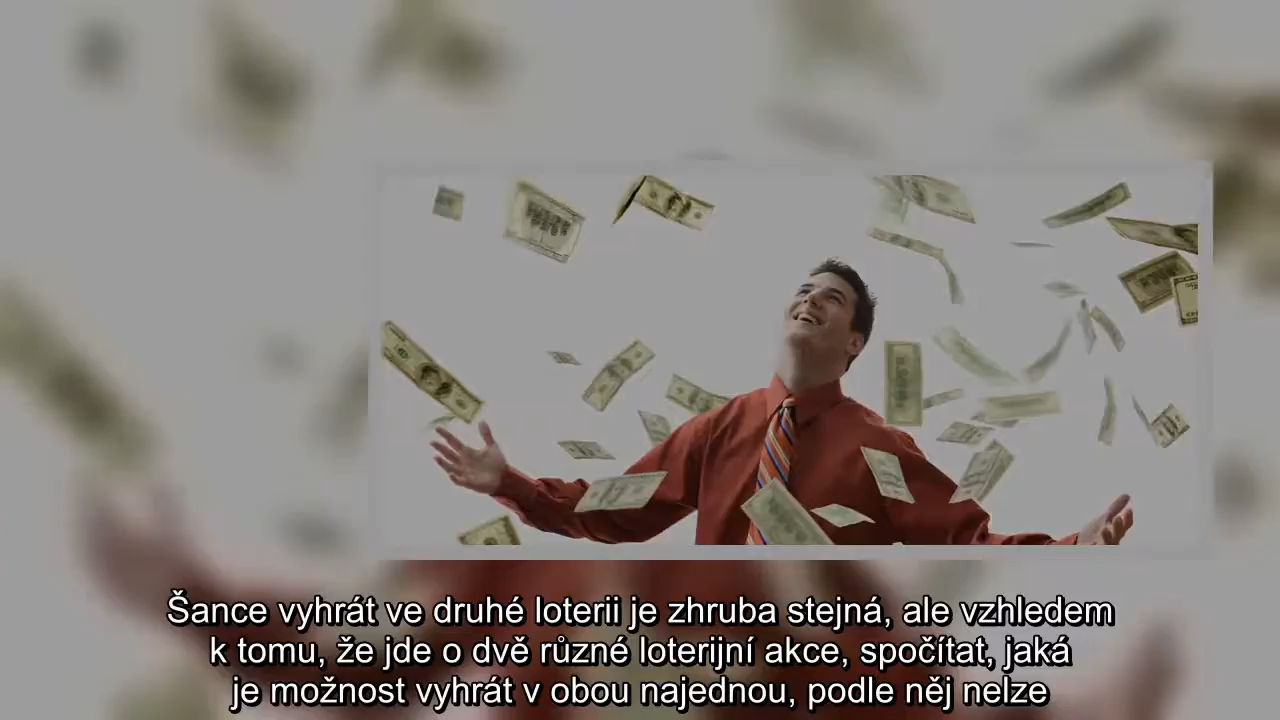 Šance vyhrát ve druhé loterii je zhruba stejná, ale vzhledem
k tomu, že jde o dvě různé loterijní akce, spočítat, jaká
je možnost vyhrát v obou najednou, podle něj nelze